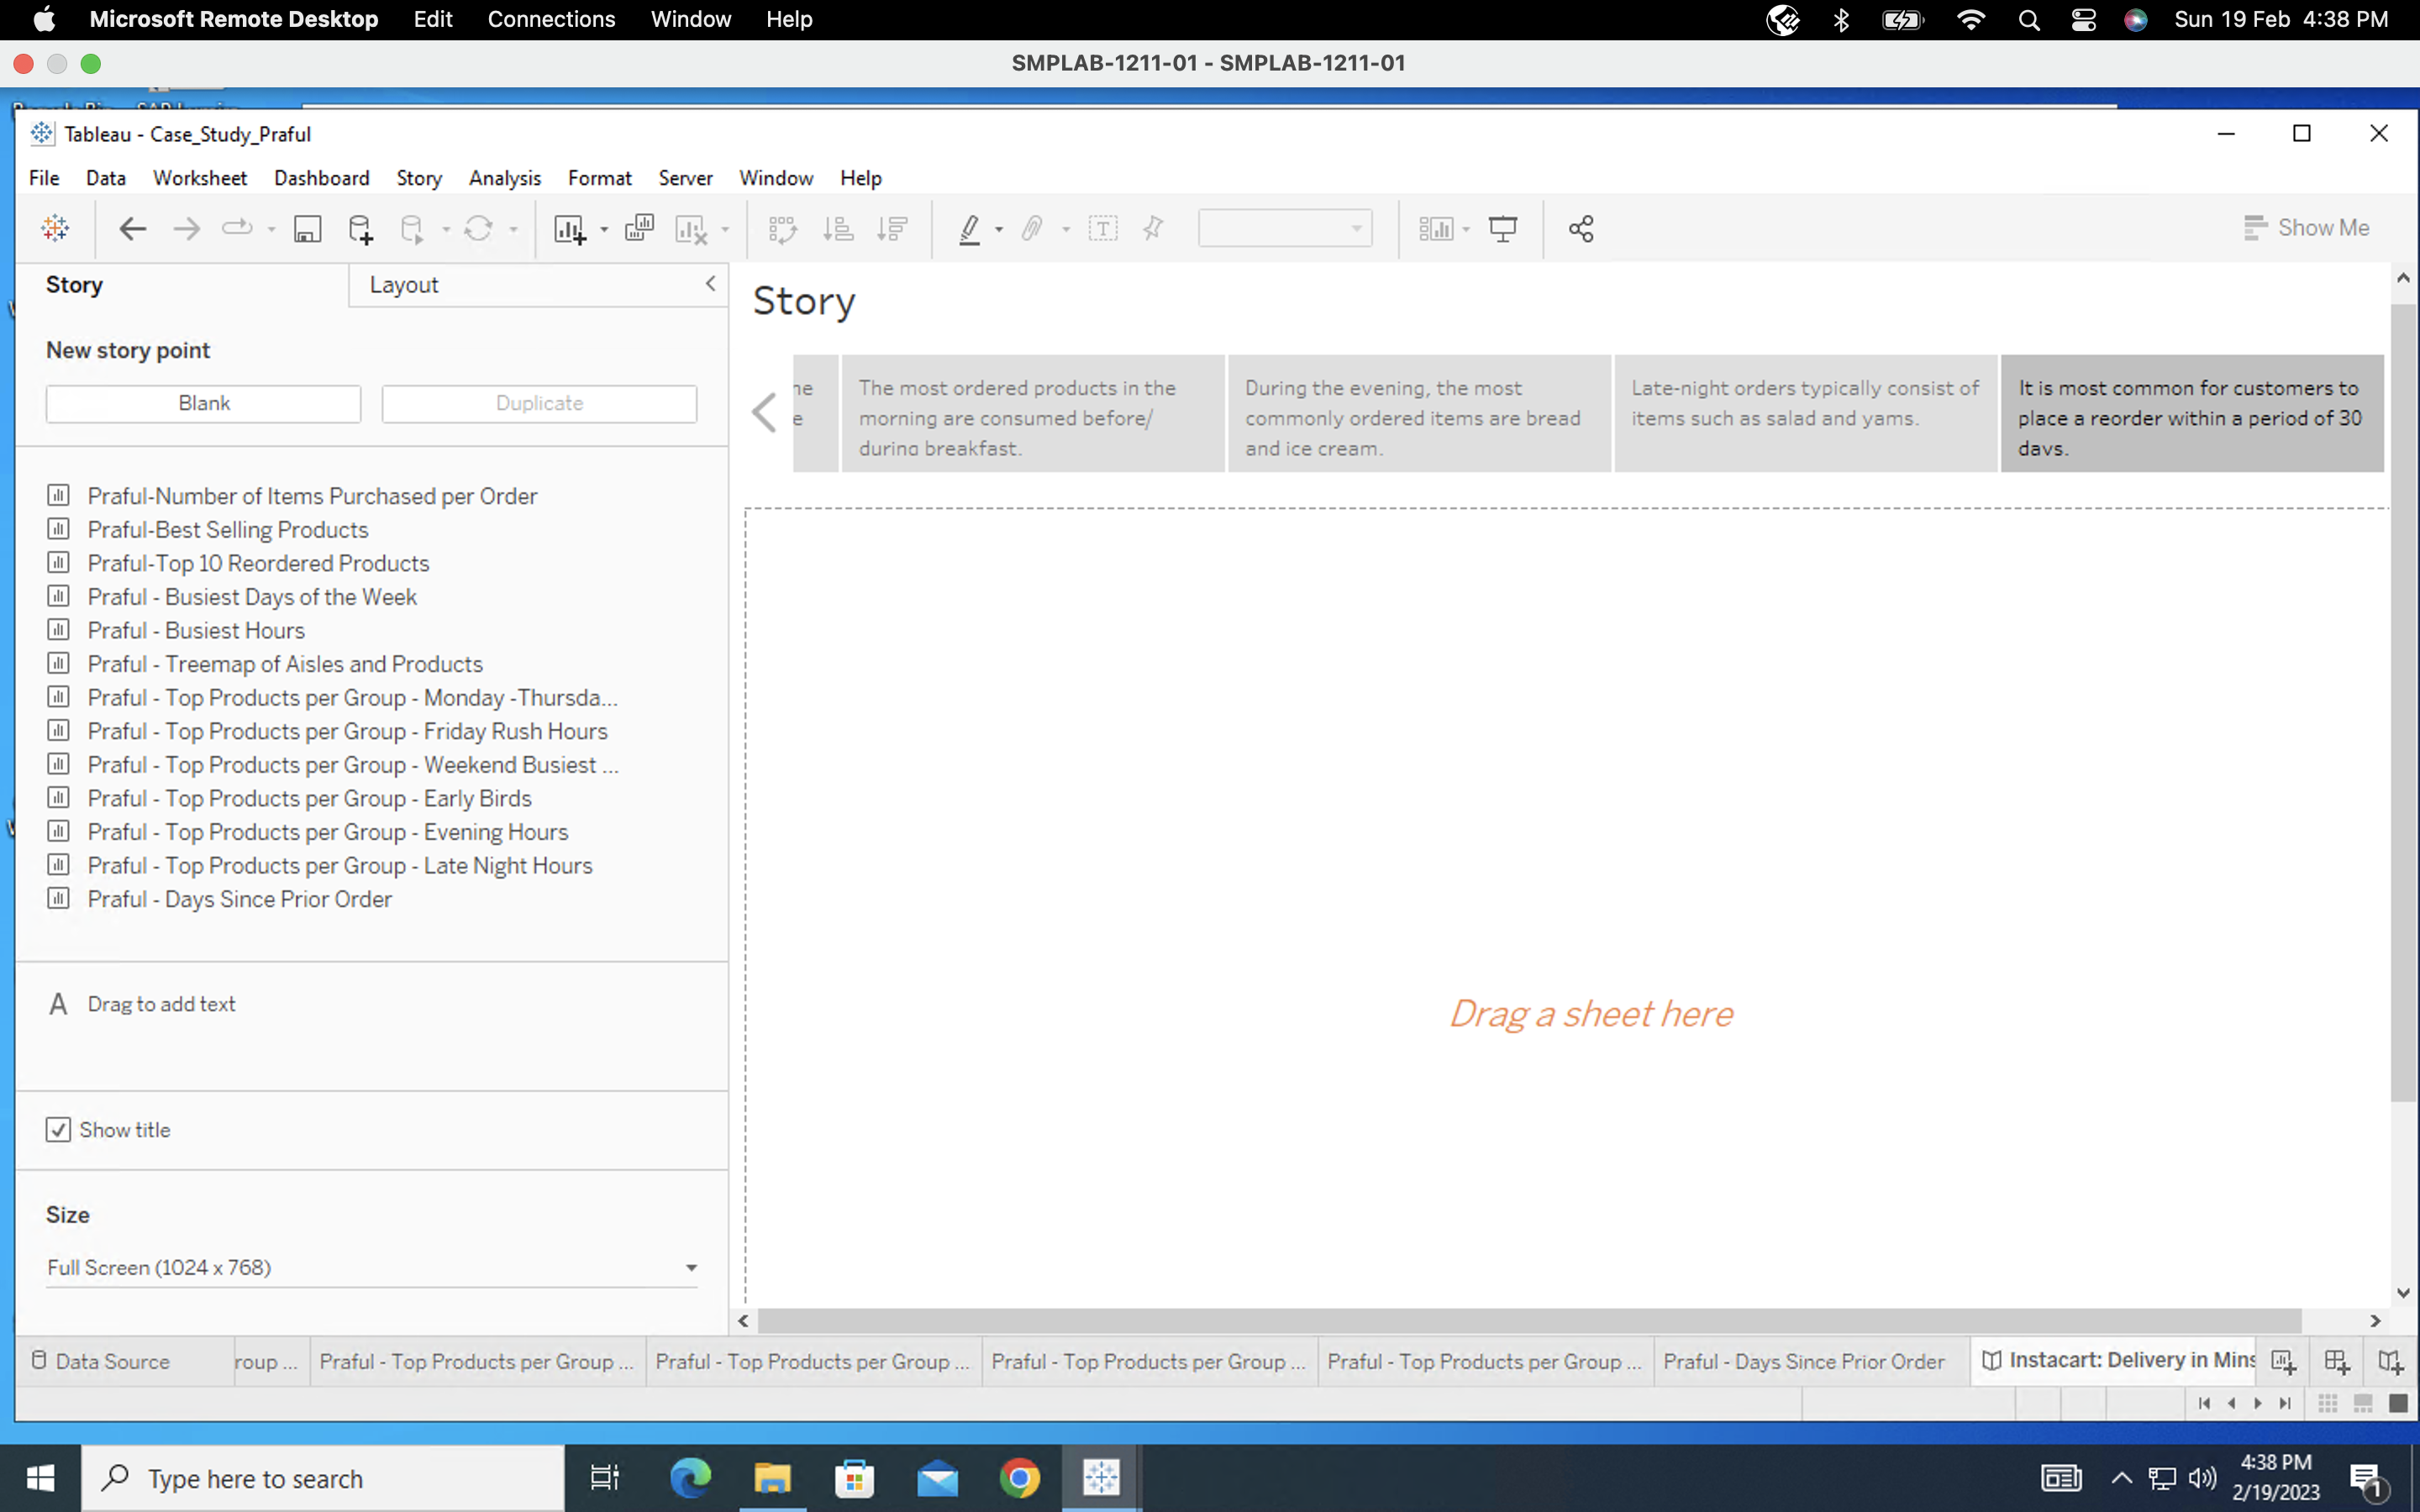 Microsoft Remote Desktop Edit Connections Window Help Sun 19 Feb 4:38 PM
SMPLAB-1211-01 - SMPLAB-1211-01
Tableau - Case_Study_Praful
File Data Worksheet Dashboard Story Analysis Format Server Window Help
Show Me
Story Layout
New story point
Blank Duplicate
Praful-Number of Items Purchased per Order
Praful-Best Selling Products
Praful-Top 10 Reordered Products
Praful - Busiest Days of the Week
Praful - Busiest Hours
Praful - Treemap of Aisles and Products
Praful - Top Products per Group - Monday -Thursda...
Praful - Top Products per Group - Friday Rush Hours
Praful - Top Products per Group - Weekend Busiest ...
Praful - Top Products per Group - Early Birds
Praful - Top Products per Group - Evening Hours
Praful - Top Products per Group - Late Night Hours
Praful - Days Since Prior Order
A Drag to add text
Show title
Size
Full Screen (1024 x 768)
Story
The most ordered products in the
morning are consumed before/
during breakfast.
During the evening, the most
commonly ordered items are bread
and ice cream.
Late-night orders typically consist of
items such as salad and yams.
It is most common for customers to
place a reorder within a period of 30
days.
Drag a sheet here
Data Source roup ... Praful - Top Products per Group ... Praful - Top Products per Group ... Praful - Top Products per Group ... Praful - Top Products per Group ... Praful - Days Since Prior Order Instacart: Delivery in Mins
Type here to search
4:38 PM
2/19/2023
1